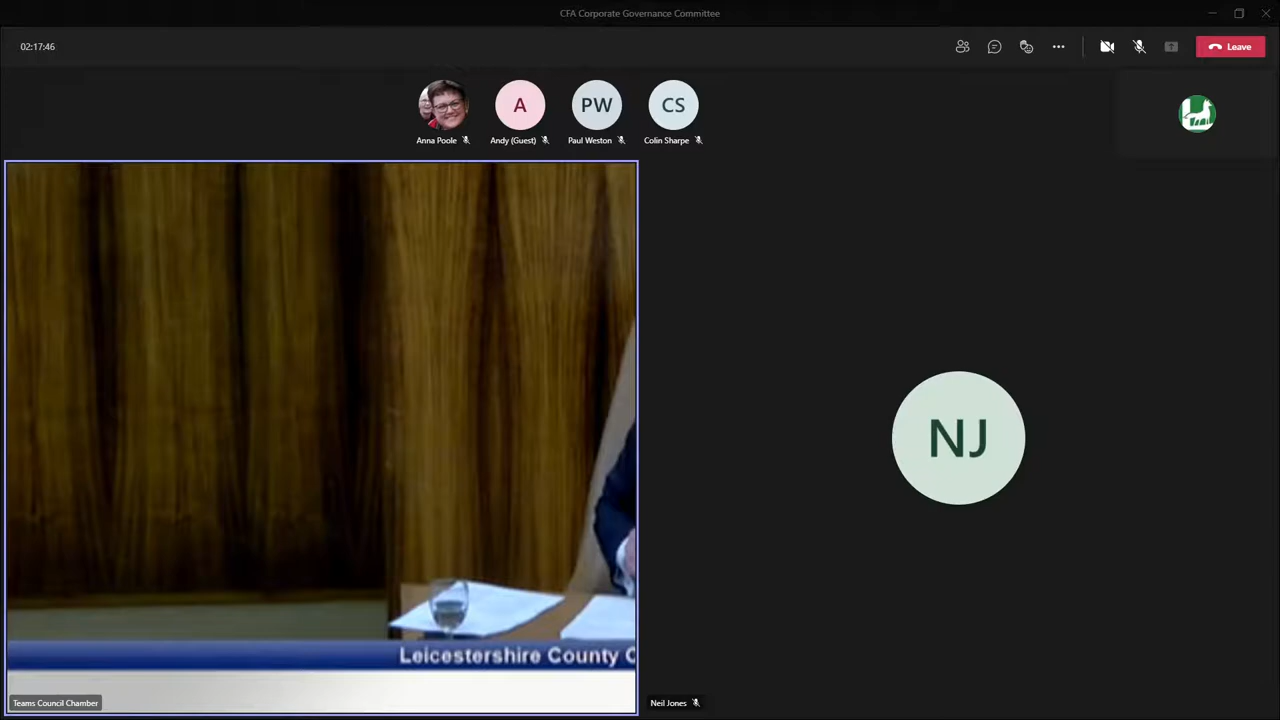 CFA Corporate Governance Committee
02:17:46
Leave
A
PW
CS
Anna Poole
Andy (Guest)
Paul Weston
Colin Sharpe
NJ
Leicestershire County C
Teams Council Chamber
Neil Jones